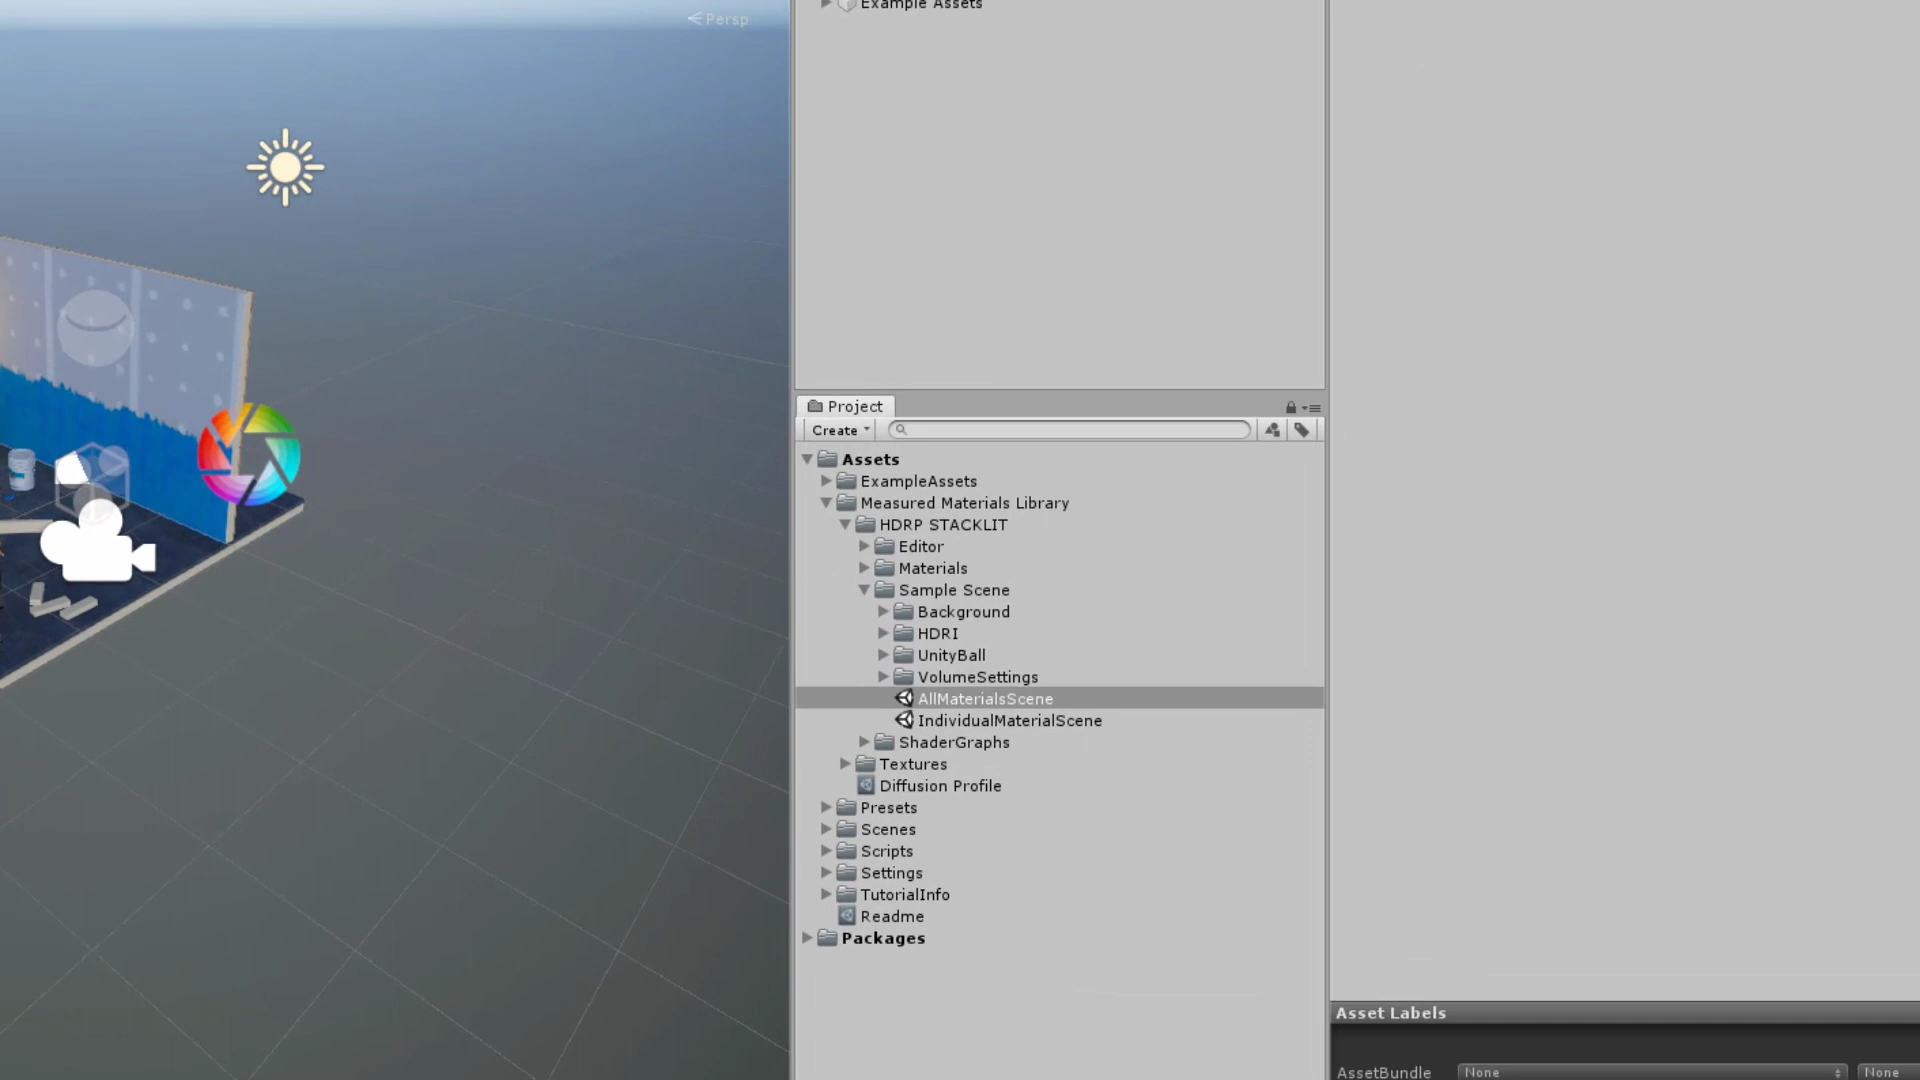 Persp
Example Assets
Project
Create
Assets
ExampleAssets
Measured Materials Library
HDRP STACKLIT
Editor
Materials
Sample Scene
Background
HDRI
UnityBall
VolumeSettings
AllMaterialsScene
IndividualMaterialScene
ShaderGraphs
Textures
Diffusion Profile
Presets
Scenes
Scripts
Settings
TutorialInfo
Readme
Packages
Asset Labels
AssetBundle None None